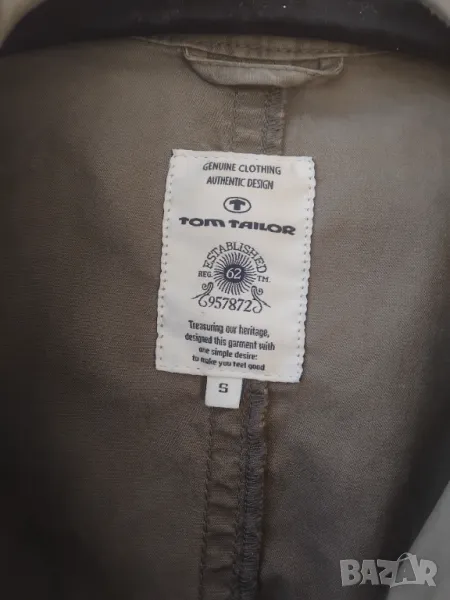 GENUINE CLOTHING
AUTHENTIC DESIGN
TOM TAILOR
ESTABLISHED
REG. 62 TM.
957872
Treasuring our heritage,
designed this garment with
one simple desire:
to make you feel good
S
BAZAR